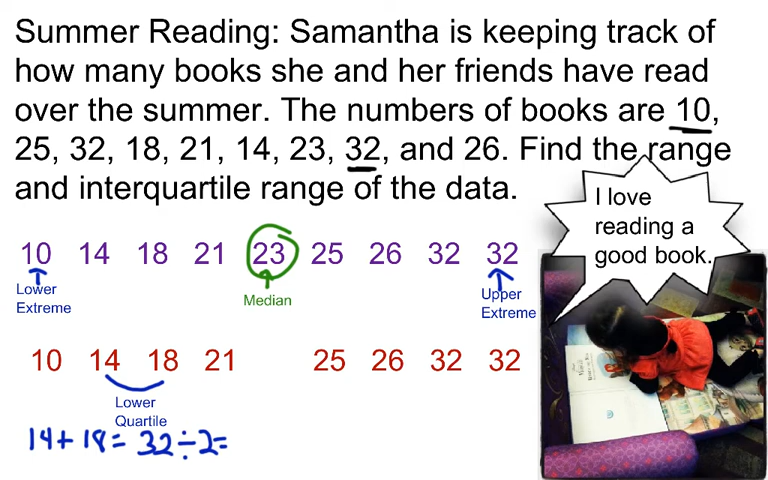 Summer Reading: Samantha is keeping track of
how many books she and her friends have read
over the summer. The numbers of books are 10,
25, 32, 18, 21, 14, 23, 32, and 26. Find the range
and interquartile range of the data.
I love
reading a
good book.
10 14 18 21 23 25 26 32 32
Lower
Extreme
Median
Upper
Extreme
10 14 18 21 25 26 32 32
Lower
Quartile
14 + 18 = 32 ÷ 2 =